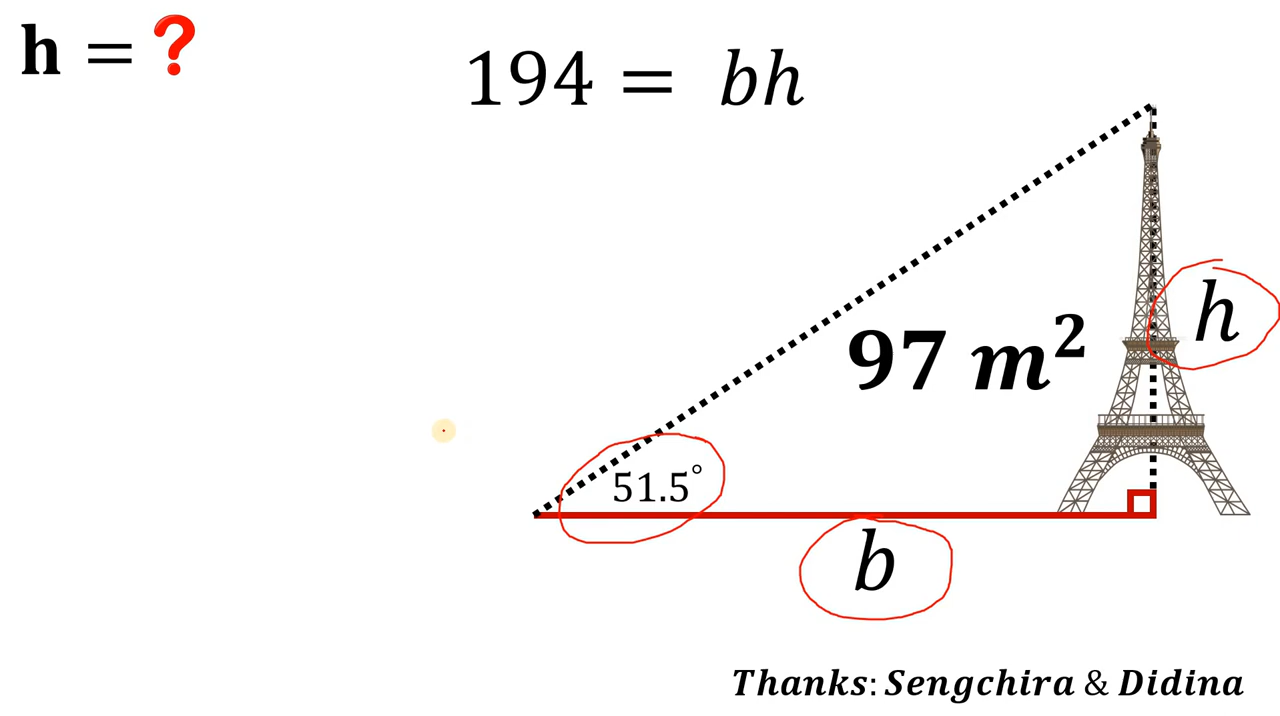 h = ❓
194 = bh
97 m²
h
51.5°
b
Thanks: Sengchira & Didina